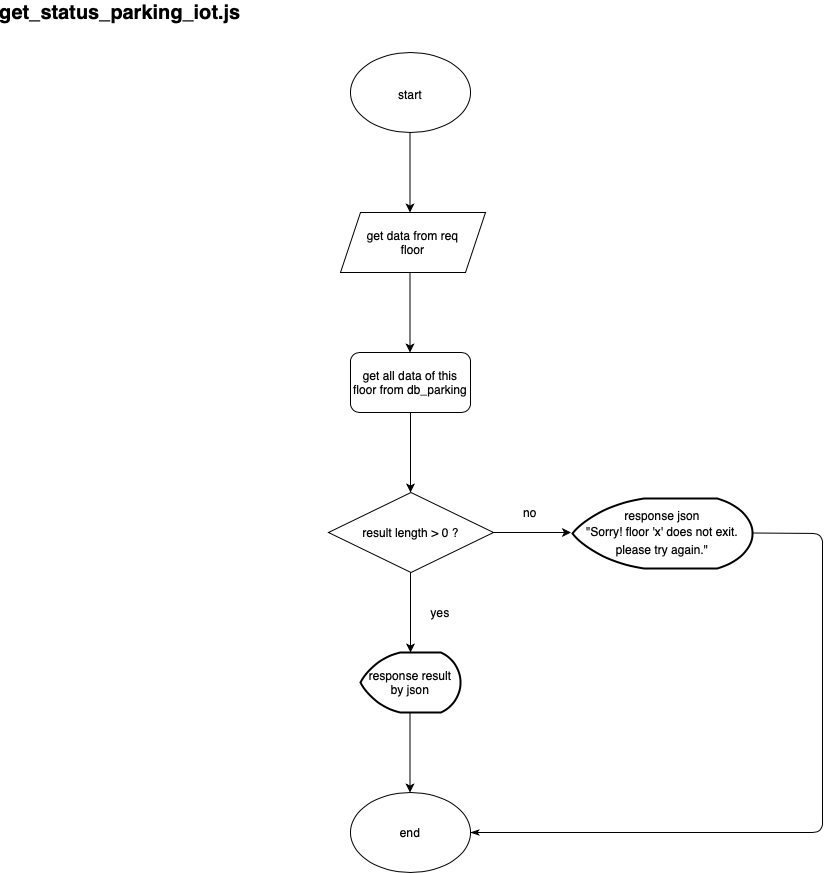 get_status_parking_iot.js
start
get data from req
floor
get all data of this
floor from db_parking
result length > 0 ?
no
response json
"Sorry! floor 'x' does not exit.
please try again."
yes
response result
by json
end